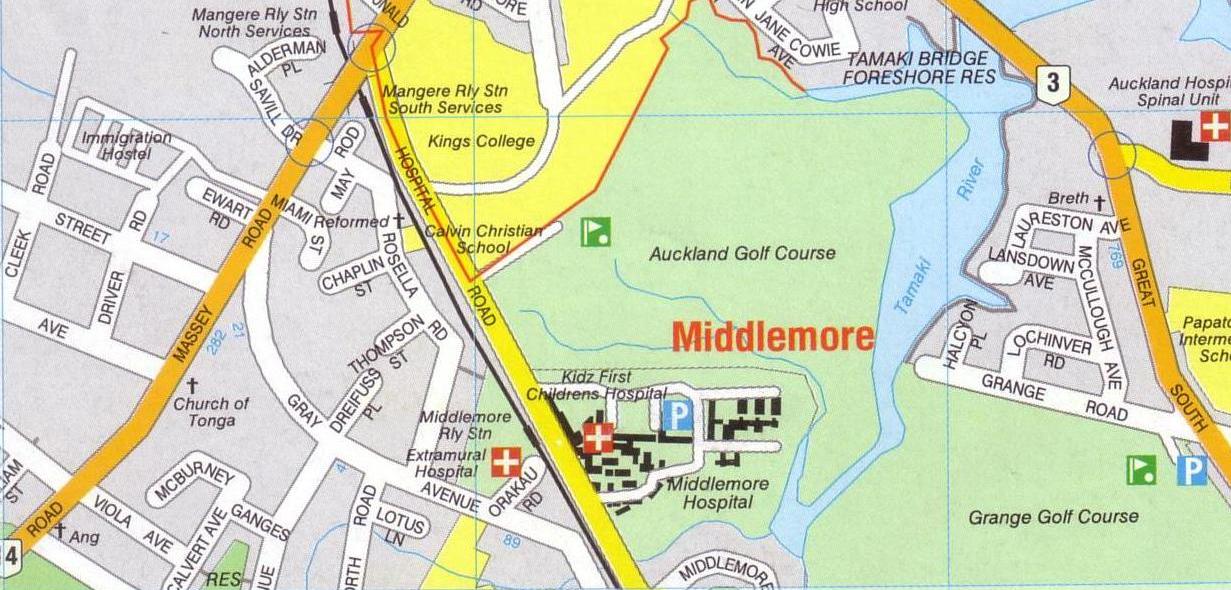 Mangere Rly Stn
North Services
ALDERMAN
PL
SAVILL DR
High School
JANE COWIE
AVE
TAMAKI BRIDGE
FORESHORE RES
3
Auckland Hospi
Spinal Unit
Mangere Rly Stn
South Services
Kings College
Immigration
Hostel
MAY
ROD
HOSPITAL
ROAD
River
Tamaki
Breth
EWART
RD
MIAMI
ST
Reformed
Calvin Christian
School
CLEEK
ROAD
STREET
17
DRIVER
RD
AVE
CHAPLIN
ST
ROSELLA
RD
Auckland Golf Course
LAURESTON AVE
LANSDOWN
AVE
MCCULLOUGH AVE
769
GREAT
SOUTH
MASSEY
ROAD
282
21
THOMPSON
ST
Middlemore
HALCYON
PL
LOCHINVER
RD
GRANGE ROAD
Papato
Interme
Sch
Kidz First
Childrens Hospital
P
DREIFUSS
PL
GRAY
AVENUE
Church of
Tonga
Middlemore
Rly Stn
Extramural
Hospital
ORAKAU
RD
Middlemore
Hospital
P
Grange Golf Course
MCBURNEY
GANGES
CALVERT AVE
VIOLA AVE
ROAD
Ang
ST
LOTUS
LN
ROAD
89
RES
MIDDLEMORE